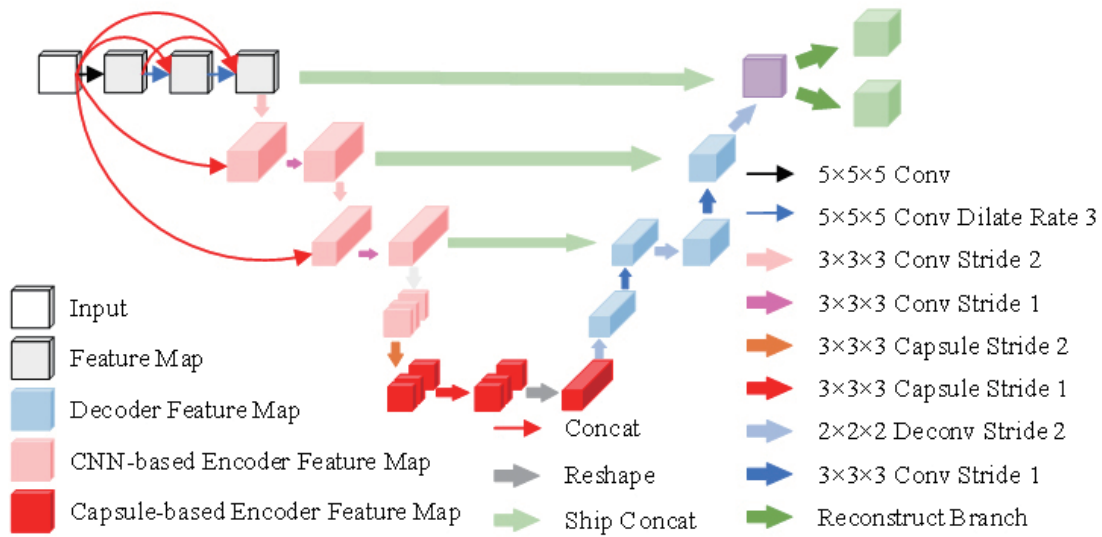 Input
Feature Map
Decoder Feature Map
CNN-based Encoder Feature Map
Capsule-based Encoder Feature Map
Concat
Reshape
Ship Concat
5×5×5 Conv
5×5×5 Conv Dilate Rate 3
3×3×3 Conv Stride 2
3×3×3 Conv Stride 1
3×3×3 Capsule Stride 2
3×3×3 Capsule Stride 1
2×2×2 Deconv Stride 2
3×3×3 Conv Stride 1
Reconstruct Branch